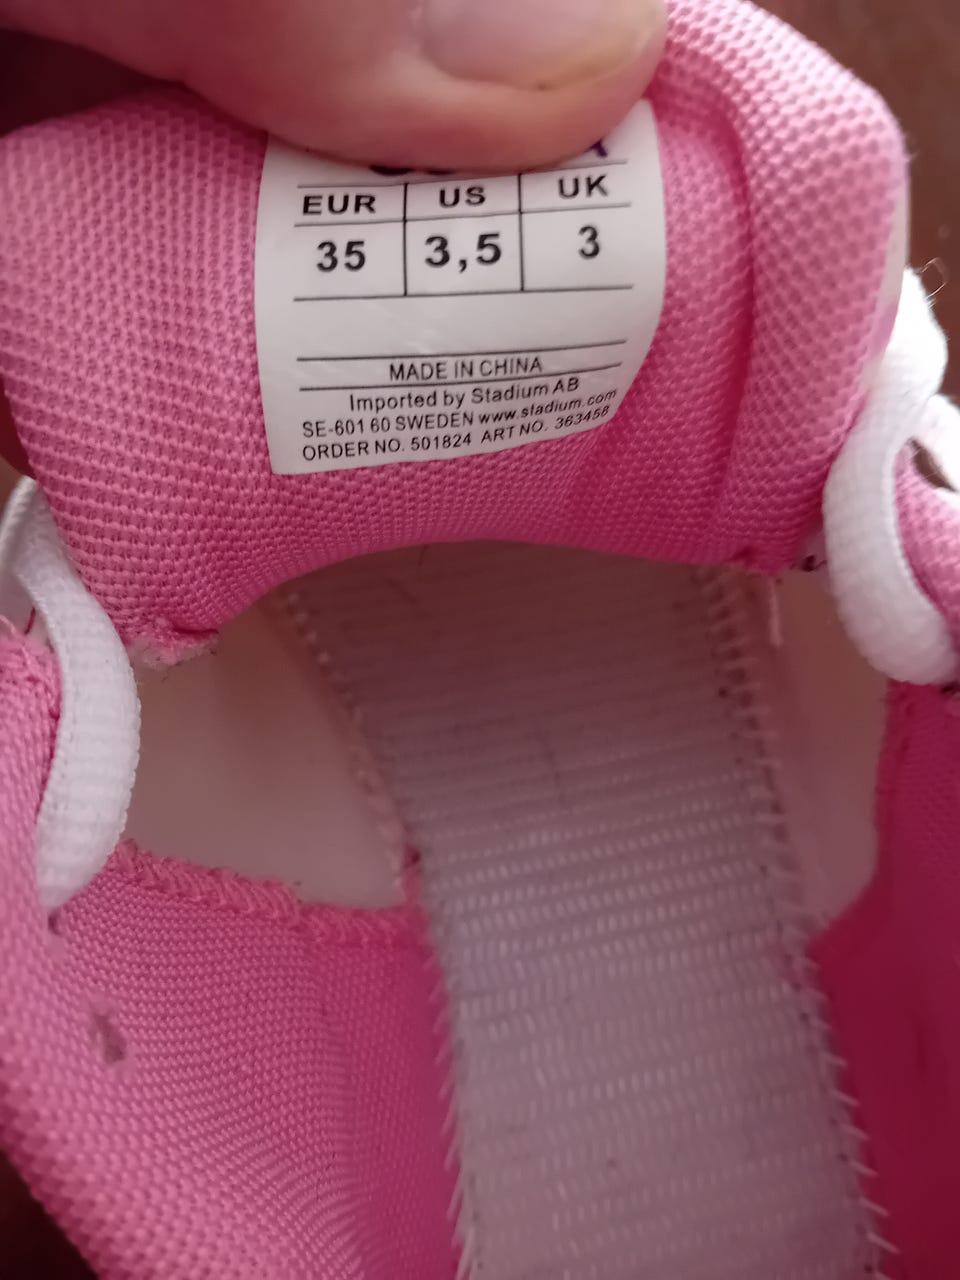 EUR US UK
35 3,5 3
MADE IN CHINA
Imported by Stadium AB
SE-601 60 SWEDEN www.stadium.com
ORDER NO. 501824 ART NO. 363458